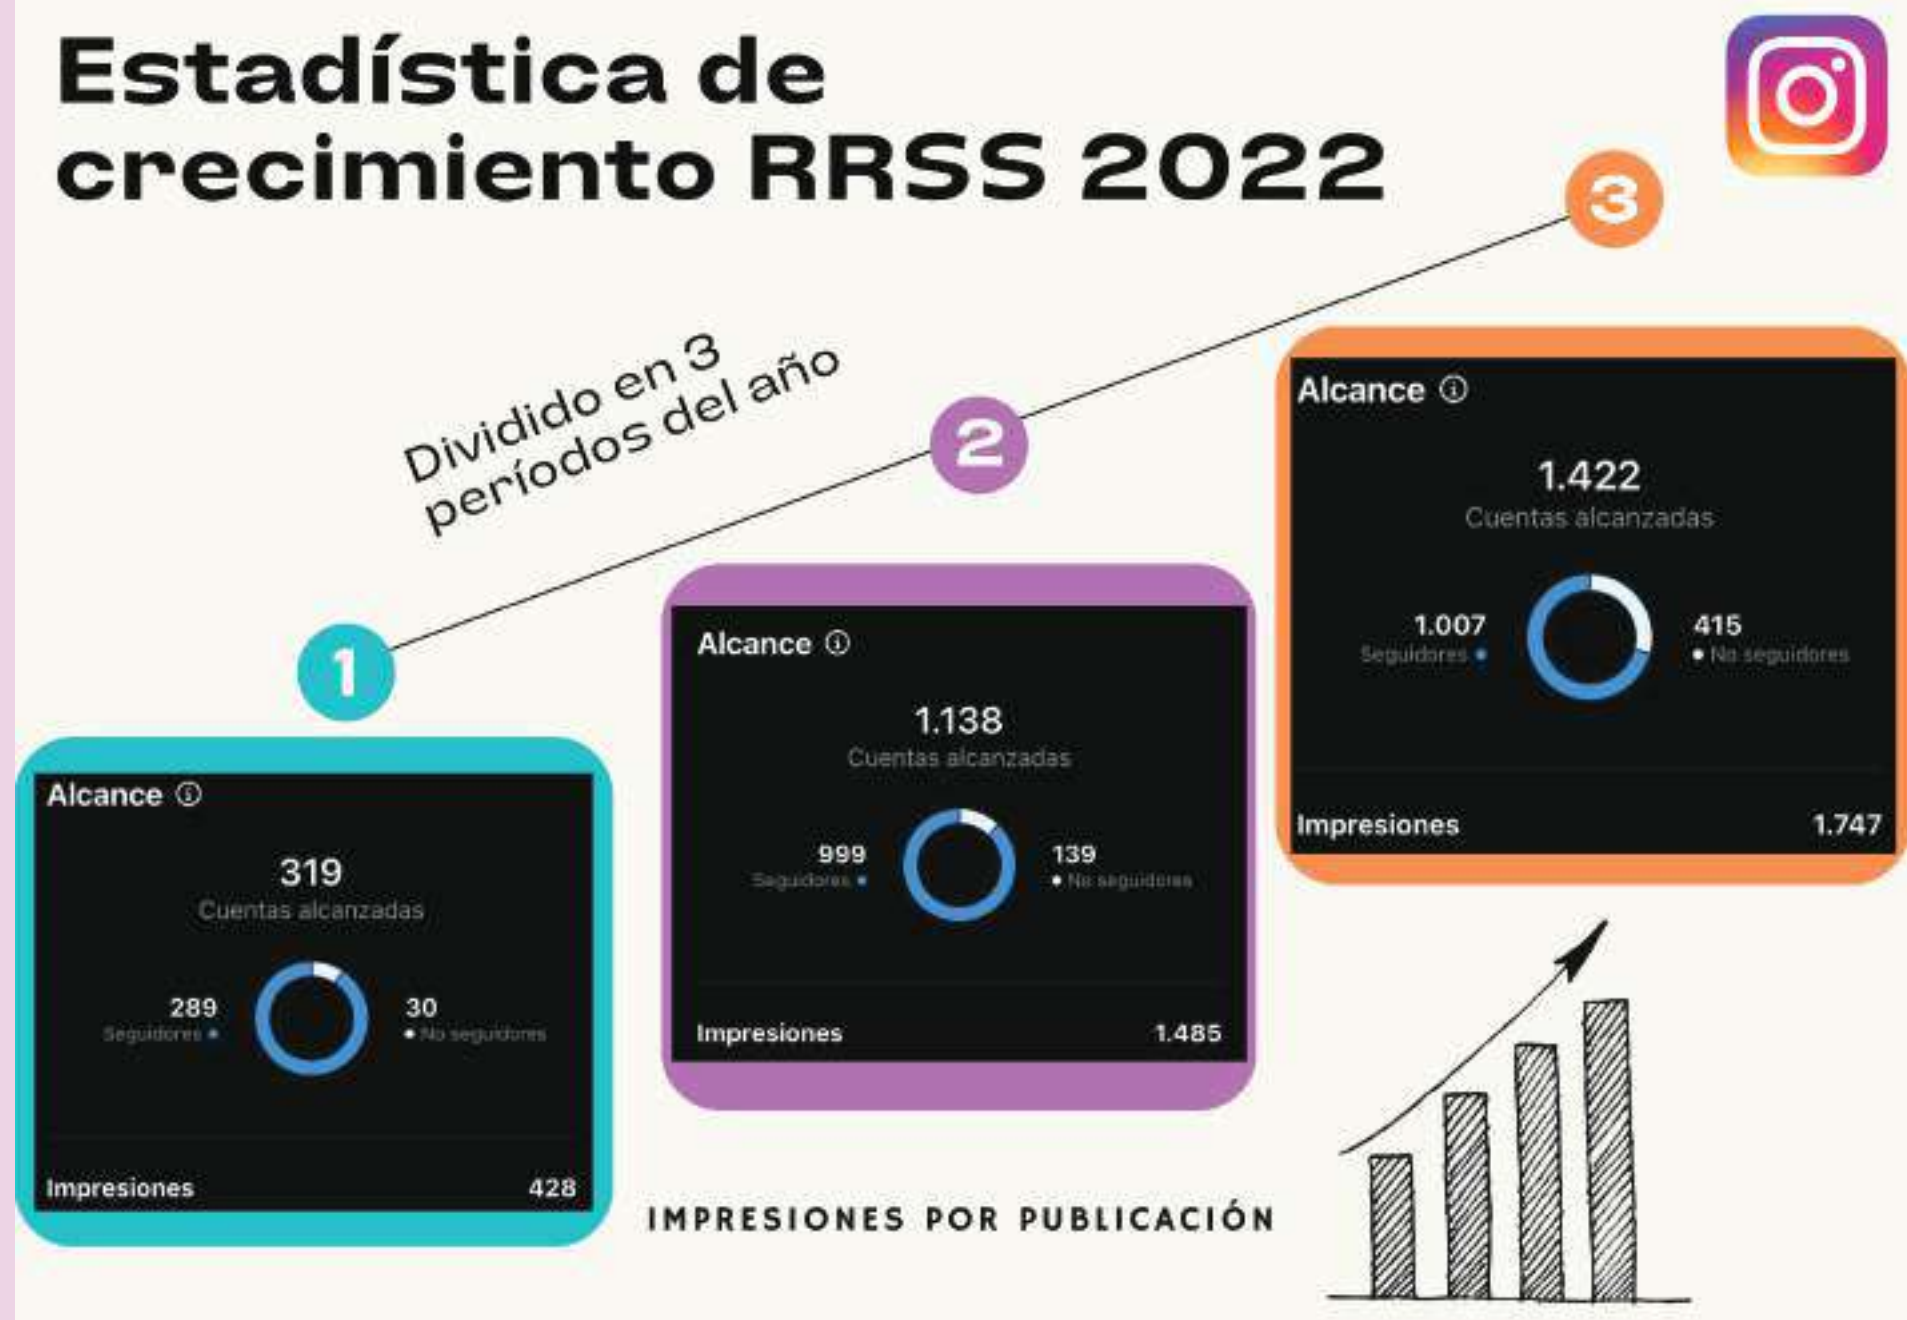 Estadística de
crecimiento RRSS 2022
Dividido en 3
períodos del año
1
Alcance
319
Cuentas alcanzadas
289
Seguidores
30
No seguidores
Impresiones 428
2
Alcance
1.138
Cuentas alcanzadas
999
Seguidores
139
No seguidores
Impresiones 1.485
3
Alcance
1.422
Cuentas alcanzadas
1.007
Seguidores
415
No seguidores
Impresiones 1.747
IMPRESIONES POR PUBLICACIÓN